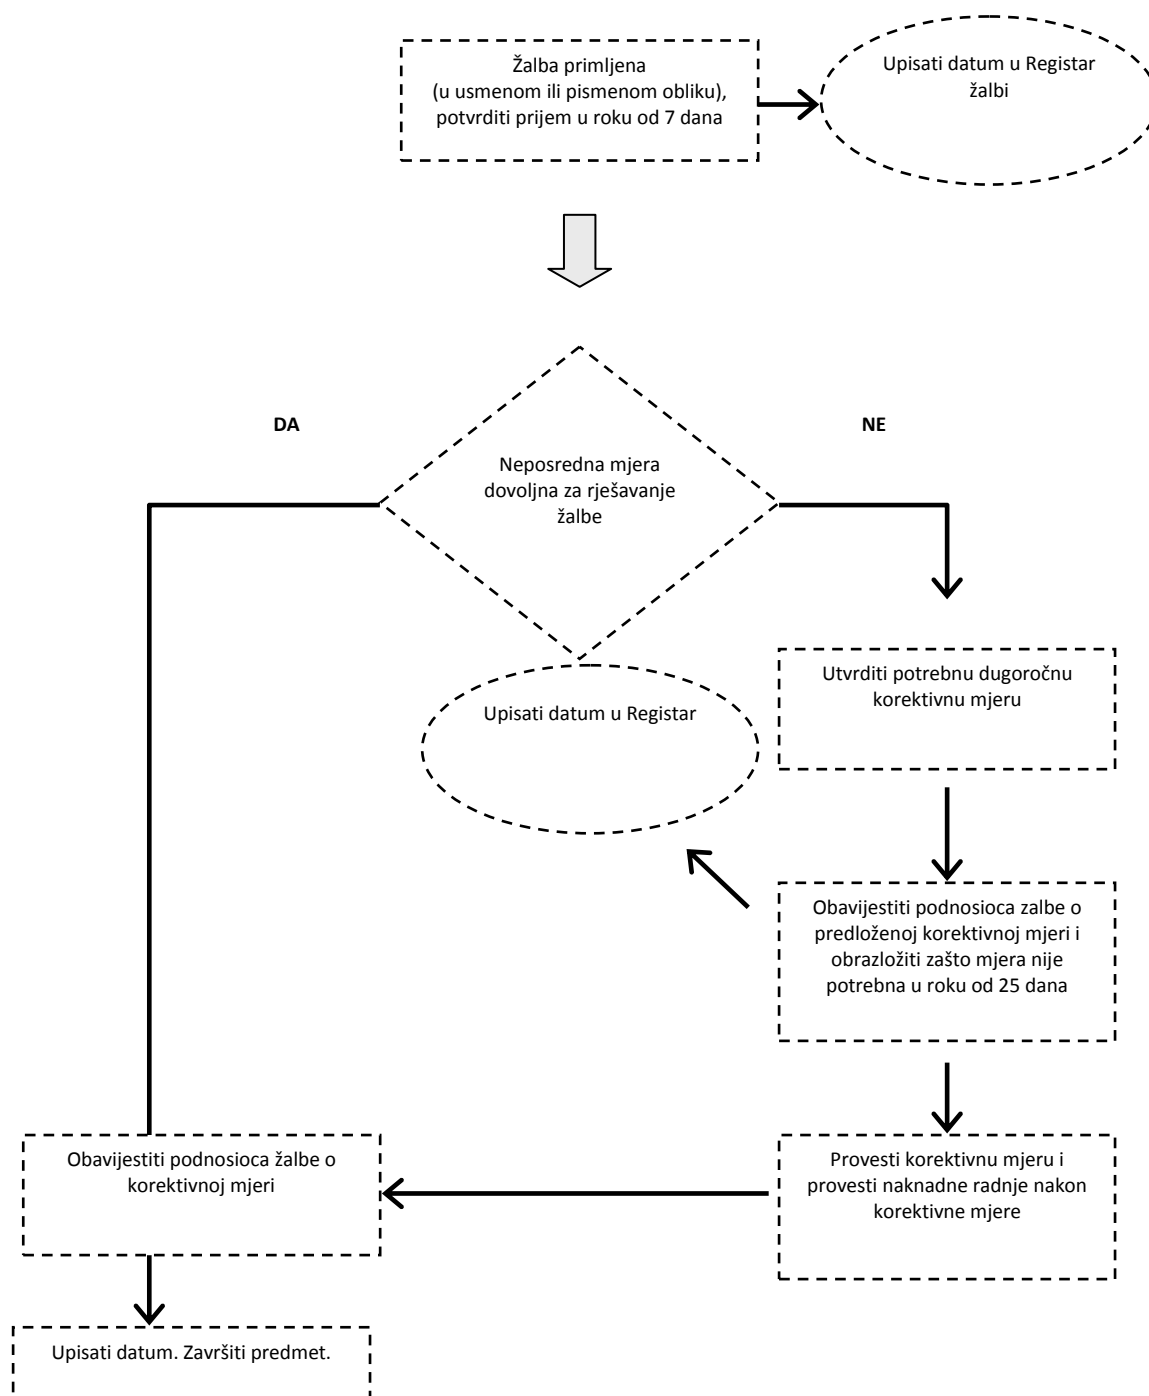 Žalba primljena
(u usmenom ili pismenom obliku),
potvrditi prijem u roku od 7 dana
Upisati datum u Registar
žalbi
DA
NE
Neposredna mjera
dovoljna za rješavanje
žalbe
Upisati datum u Registar
Utvrditi potrebnu dugoročnu
korektivnu mjeru
Obavijestiti podnosioca zalbe o
predloženoj korektivnoj mjeri i
obrazložiti zašto mjera nije
potrebna u roku od 25 dana
Obavijestiti podnosioca žalbe o
korektivnoj mjeri
Provesti korektivnu mjeru i
provesti naknadne radnje nakon
korektivne mjere
Upisati datum. Završiti predmet.